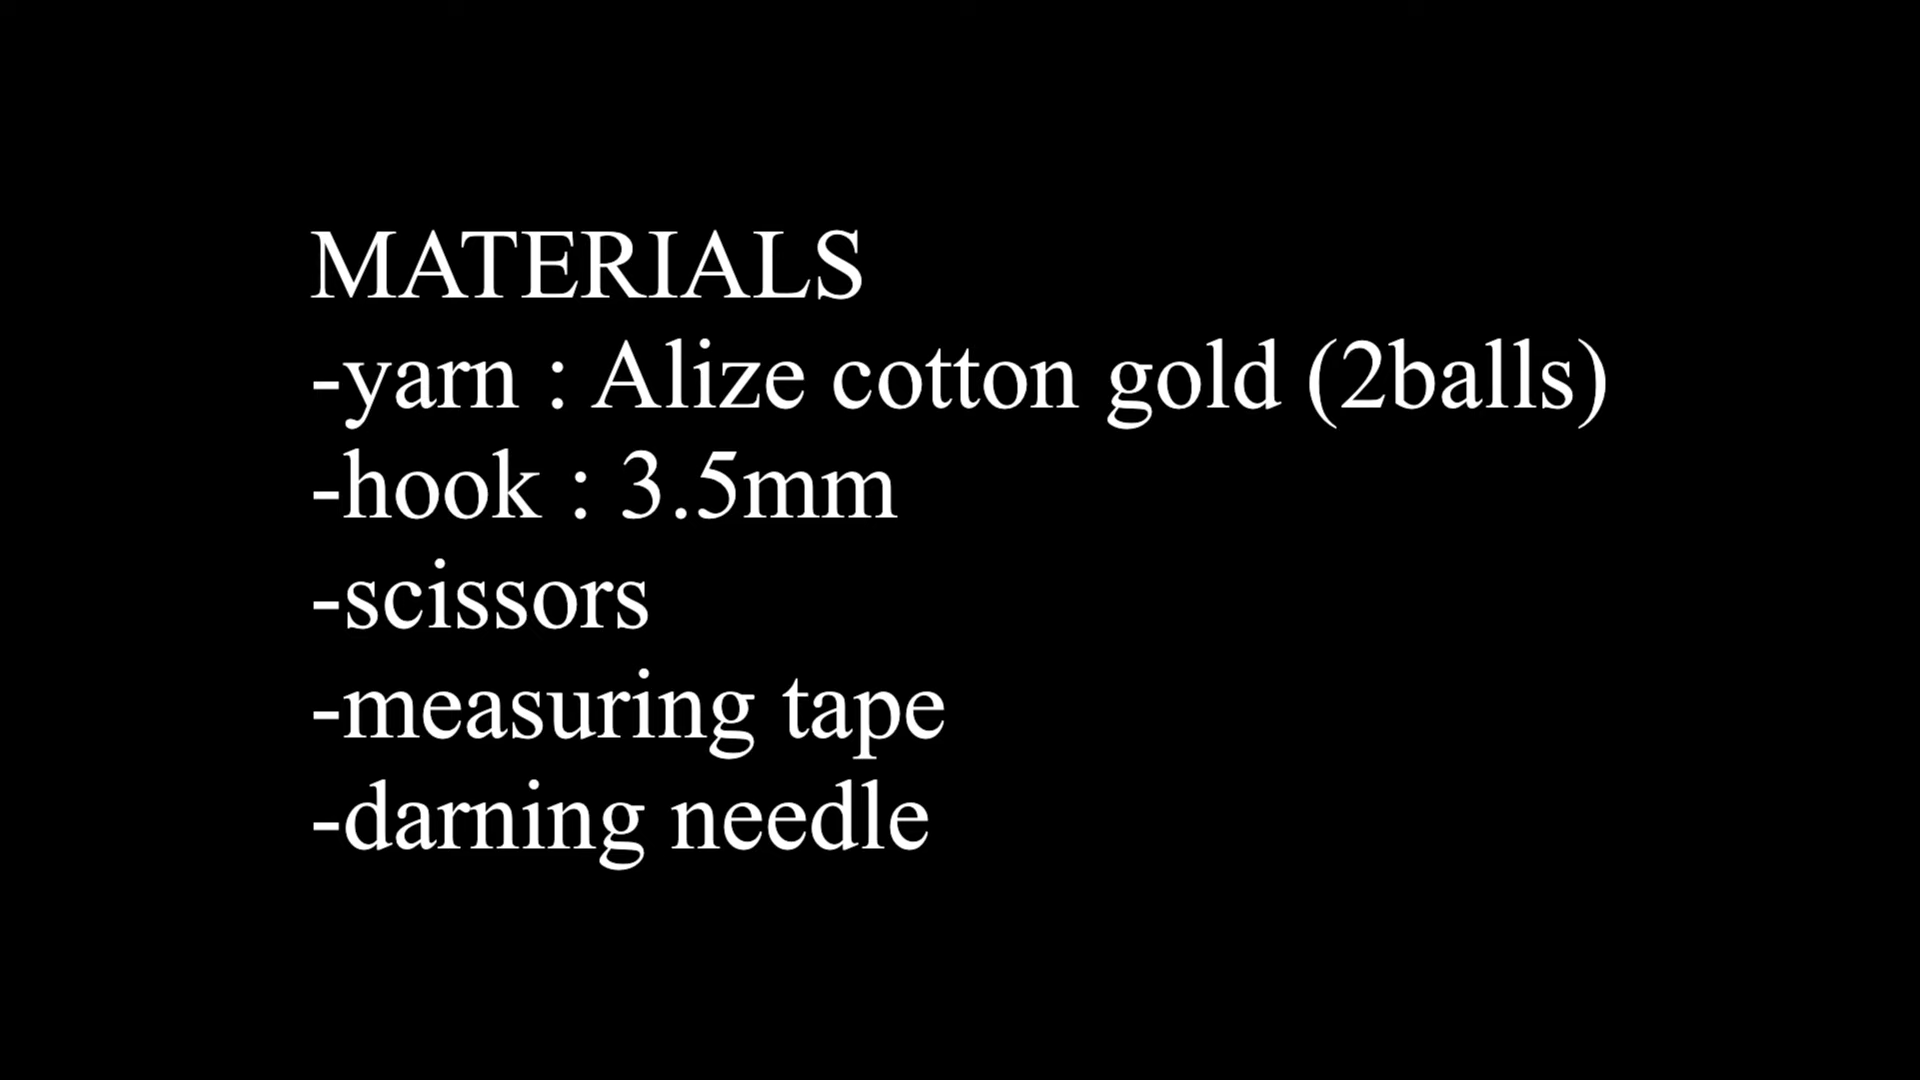 MATERIALS
-yarn : Alize cotton gold (2balls)
-hook : 3.5mm
-scissors
-measuring tape
-darning needle